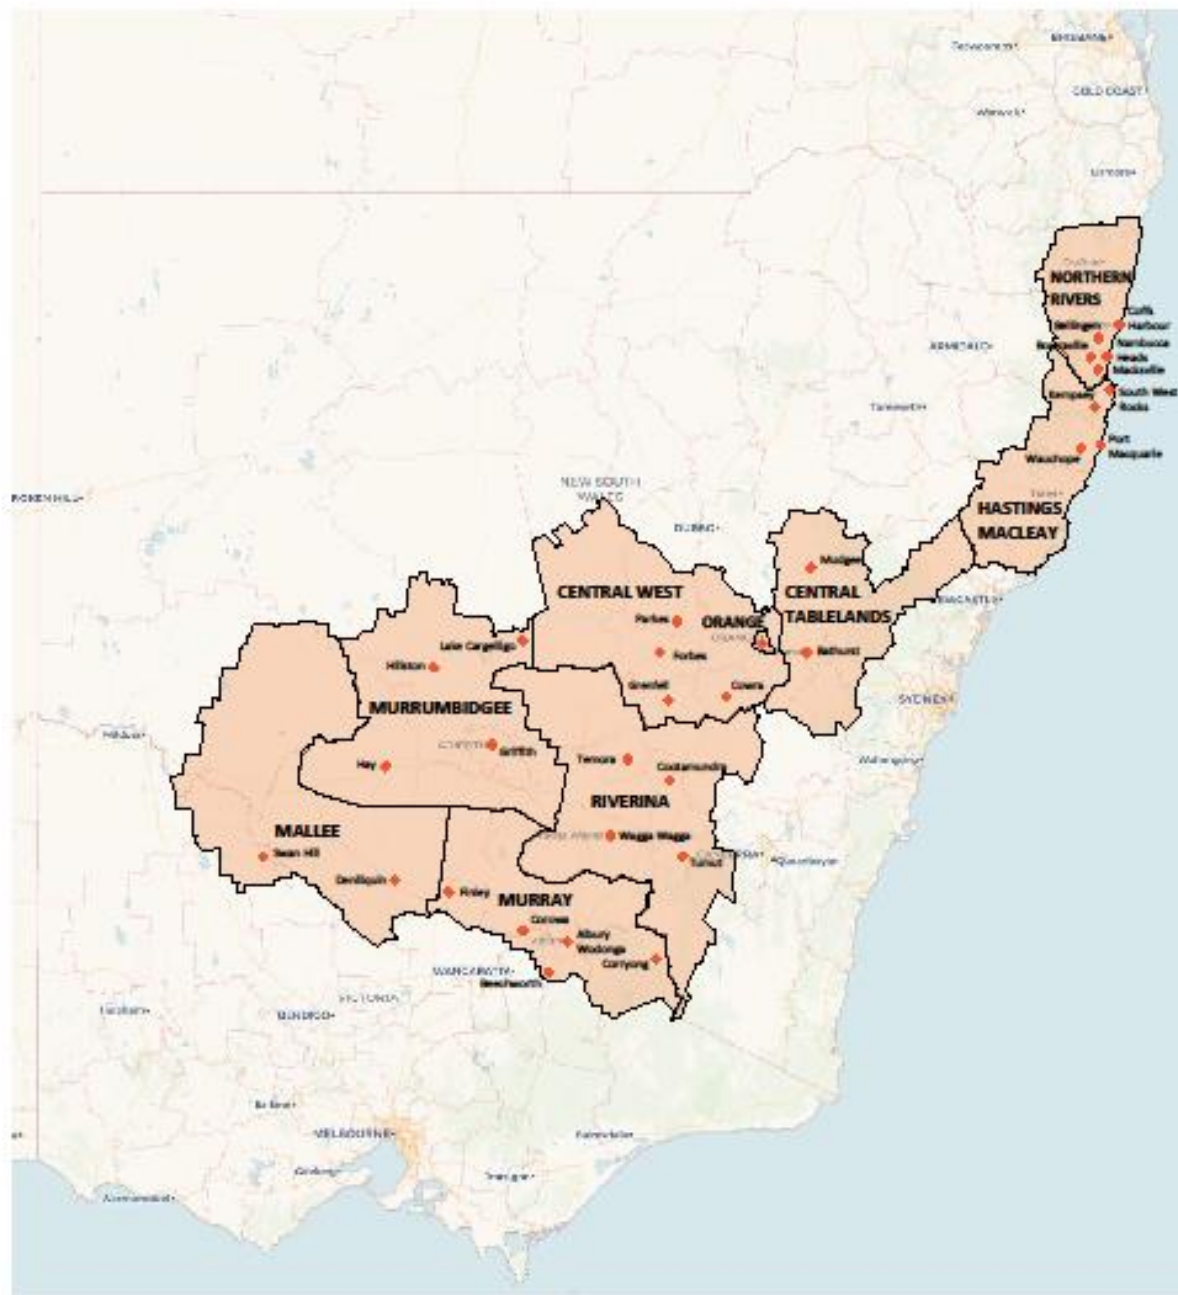 BRISBANE
GOLD COAST
NORTHERN
RIVERS
Coffs
Harbour
Bellingen
Nambucca
Heads
Macksville
ARMIDALE
South West
Rocks
Kempsey
Tamworth
Port
Macquarie
Wauchope
NEW SOUTH
WALES
ROKEN HILL
HASTINGS
MACLEAY
DUBBO
Mudgee
CENTRAL WEST
CENTRAL
TABLELANDS
Parkes
ORANGE
Lake Cargelligo
Forbes
Bathurst
Hillston
Grenfell
Cowra
SYDNEY
MURRUMBIDGEE
Griffith
Hay
Temora
Cootamundra
RIVERINA
MALLEE
Wagga Wagga
Swan Hill
Tumut
Queanbeyan
Deniliquin
Finley
MURRAY
Corowa
Albury
Wodonga
Corryong
WANGARATTA
Beechworth
VICTORIA
BENDIGO
MELBOURNE